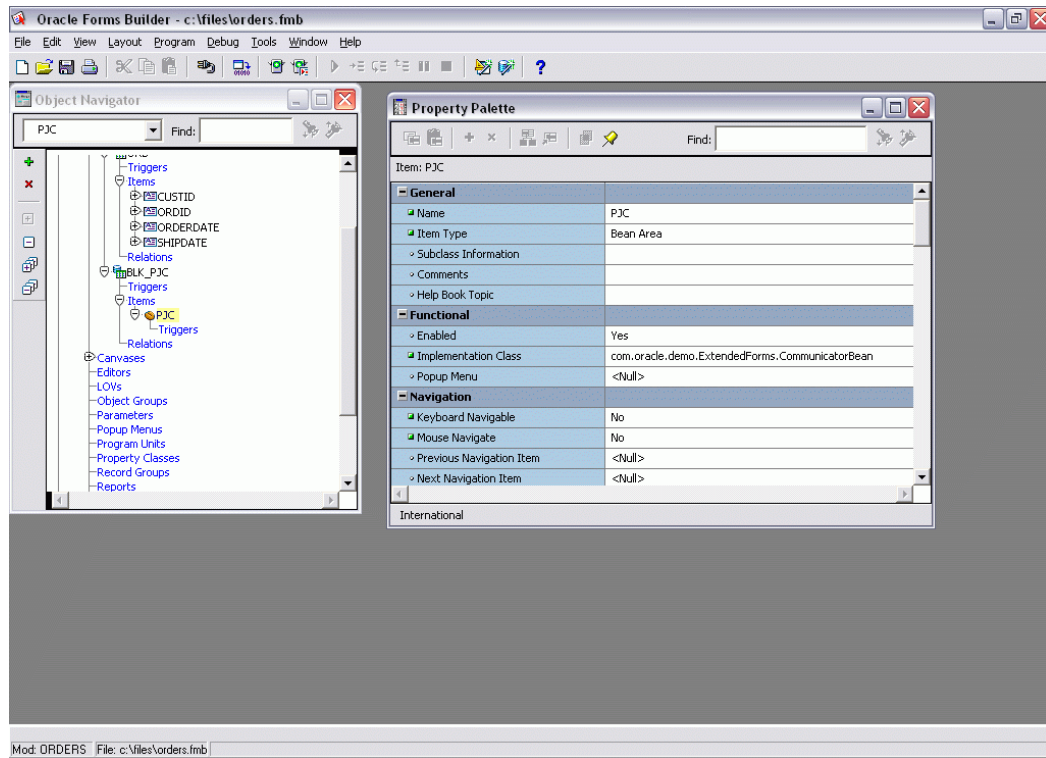 Oracle Forms Builder - c:\files\orders.fmb
File Edit View Layout Program Debug Tools Window Help
Object Navigator
PJC Find:
Triggers
Items
CUSTID
ORDID
ORDERDATE
SHIPDATE
Relations
BLK_PJC
Triggers
Items
PJC
Triggers
Relations
Canvases
Editors
LOVs
Object Groups
Parameters
Popup Menus
Program Units
Property Classes
Record Groups
Reports
Property Palette
Find:
Item: PJC
General
Name PJC
Item Type Bean Area
Subclass Information
Comments
Help Book Topic
Functional
Enabled Yes
Implementation Class com.oracle.demo.ExtendedForms.CommunicatorBean
Popup Menu <Null>
Navigation
Keyboard Navigable No
Mouse Navigate No
Previous Navigation Item <Null>
Next Navigation Item <Null>
International
Mod: ORDERS File: c:\files\orders.fmb